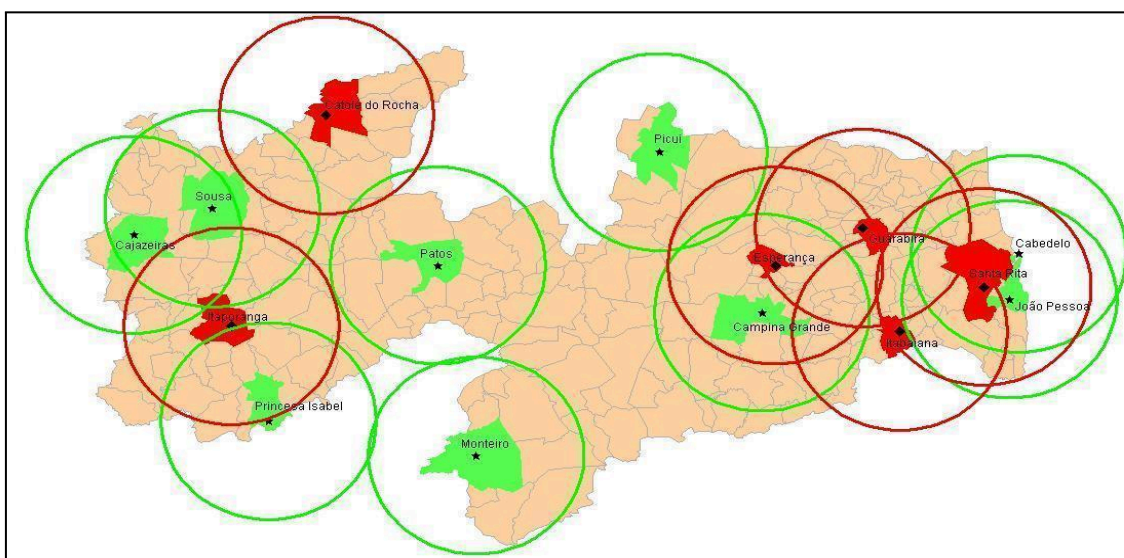 Catolé do Rocha
Picuí
Sousa
Cajazeiras
Patos
Guarabira
Cabedelo
Esperança
Santa Rita
João Pessoa
Itaporanga
Campina Grande
Itabaiana
Princesa Isabel
Monteiro